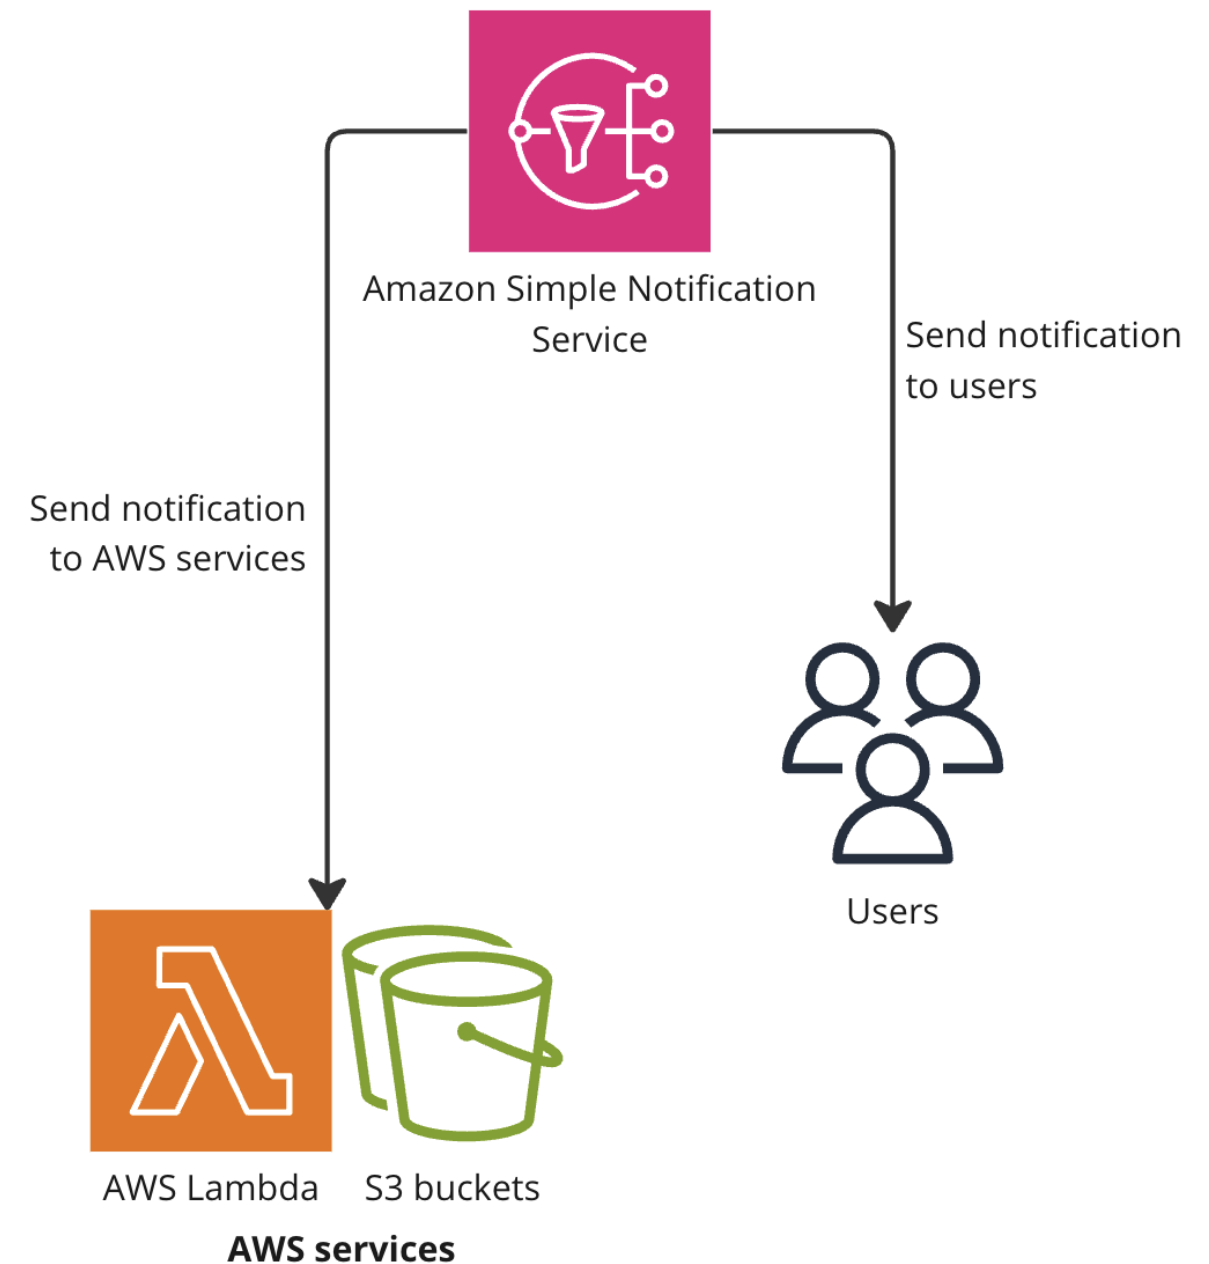 Amazon Simple Notification
Service
Send notification
to users
Send notification
to AWS services
Users
AWS Lambda
S3 buckets
AWS services